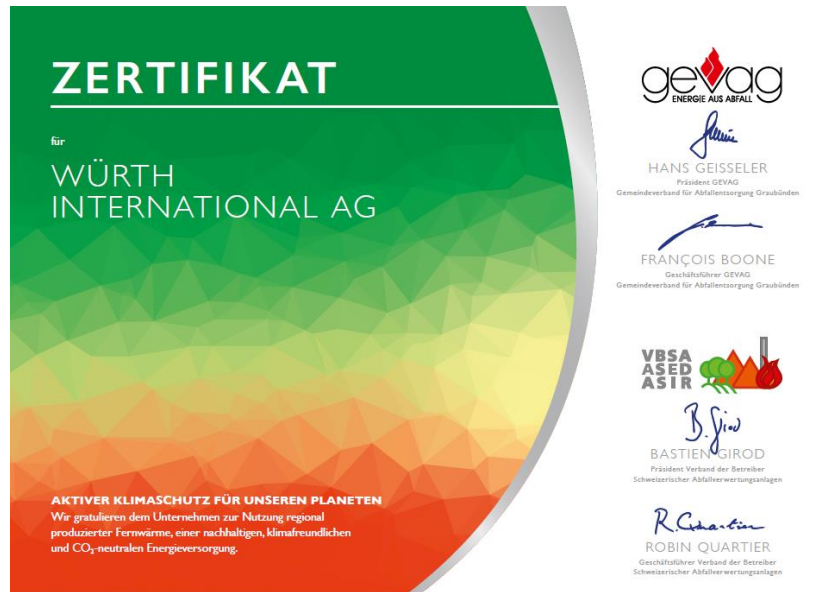 ZERTIFIKAT
für
WÜRTH
INTERNATIONAL AG
AKTIVER KLIMASCHUTZ FÜR UNSEREN PLANETEN
Wir gratulieren dem Unternehmen zur Nutzung regional
produzierter Fernwärme, einer nachhaltigen, klimafreundlichen
und CO₂-neutralen Energieversorgung.
gevag
ENERGIE AUS ABFALL
HANS GEISSELER
Präsident GEVAG
Gemeindeverband für Abfallentsorgung Graubünden
FRANÇOIS BOONE
Geschäftsführer GEVAG
Gemeindeverband für Abfallentsorgung Graubünden
VBSA
ASED
ASIR
B. Girod
BASTIEN GIROD
Präsident Verband der Betreiber
Schweizerischer Abfallverwertungsanlagen
R. Quartier
ROBIN QUARTIER
Geschäftsführer Verband der Betreiber
Schweizerischer Abfallverwertungsanlagen